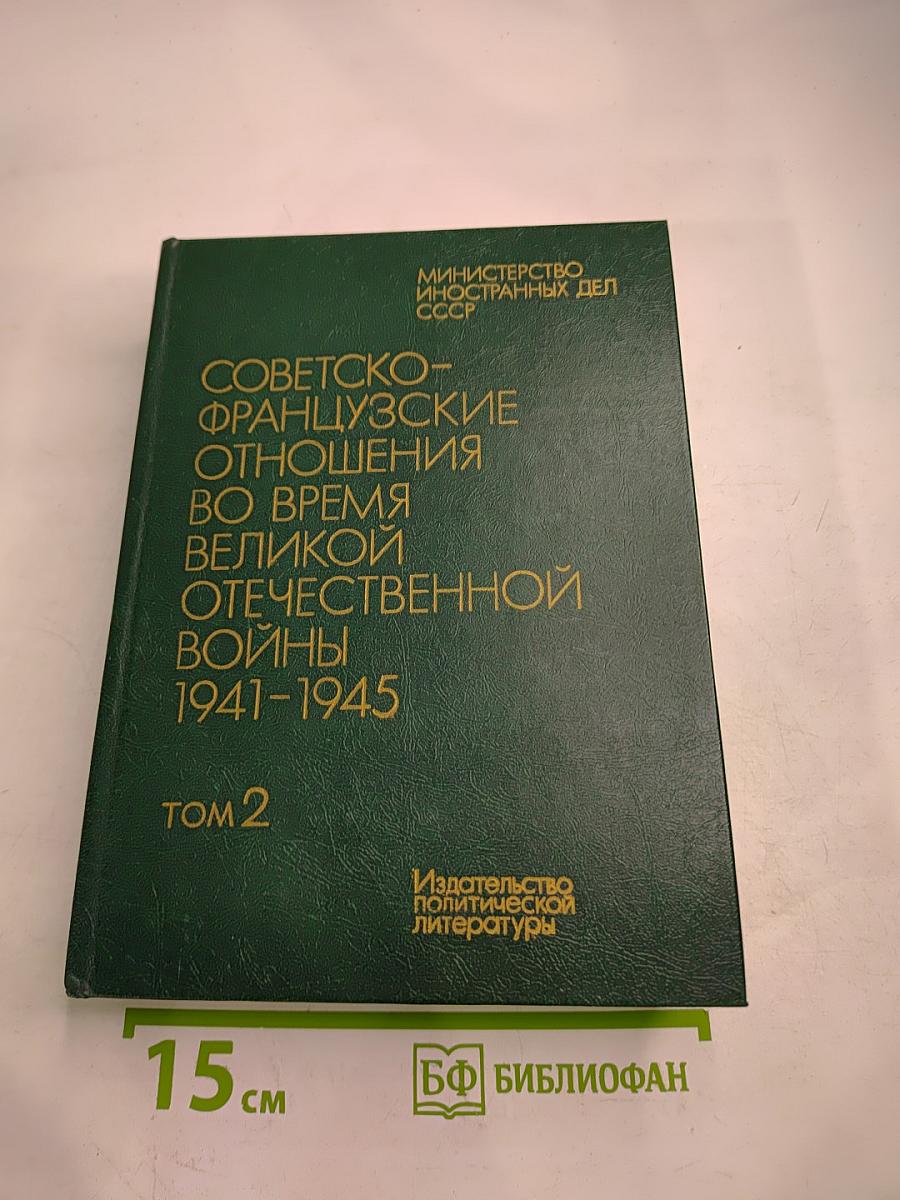 МИНИСТЕРСТВО
ИНОСТРАННЫХ ДЕЛ
СССР
СОВЕТСКО-
ФРАНЦУЗСКИЕ
ОТНОШЕНИЯ
ВО ВРЕМЯ
ВЕЛИКОЙ
ОТЕЧЕСТВЕННОЙ
ВОЙНЫ
1941-1945
ТОМ 2
Издательство
политической
литературы
15 см
БФ БИБЛИОФАН